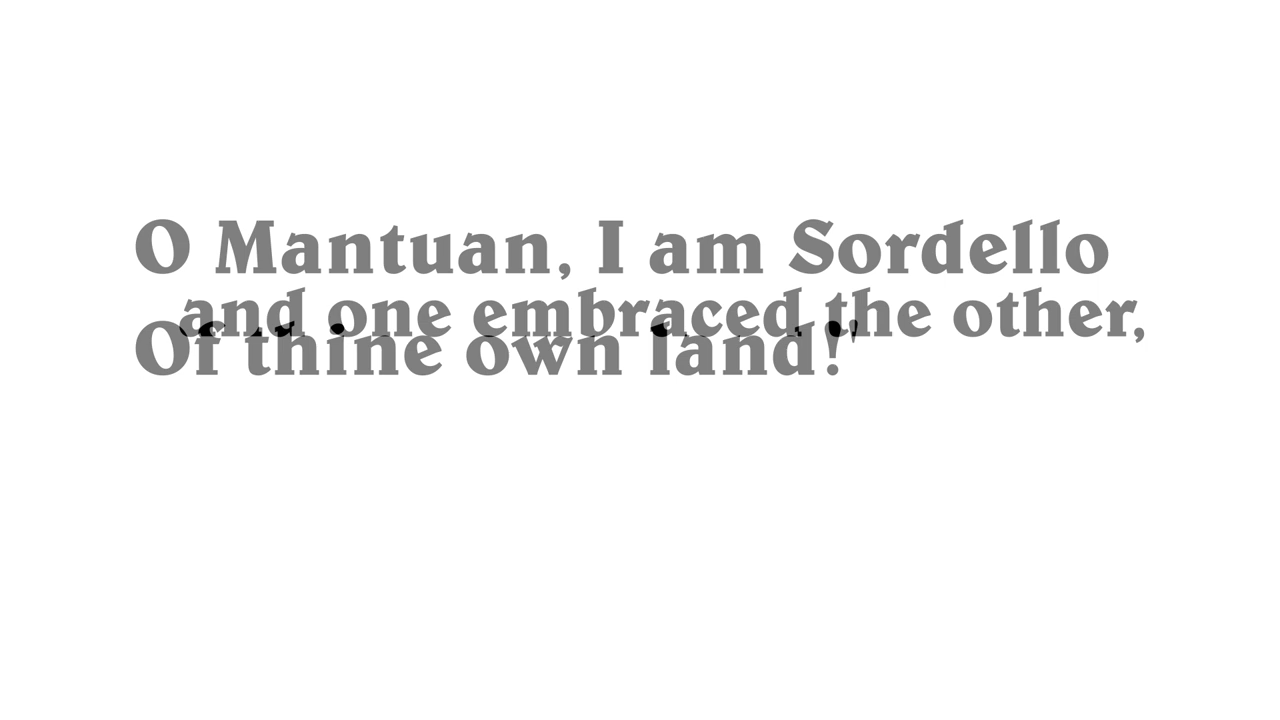 O Mantuan, I am Sordello
and one embraced the other,
Of thine own land!"